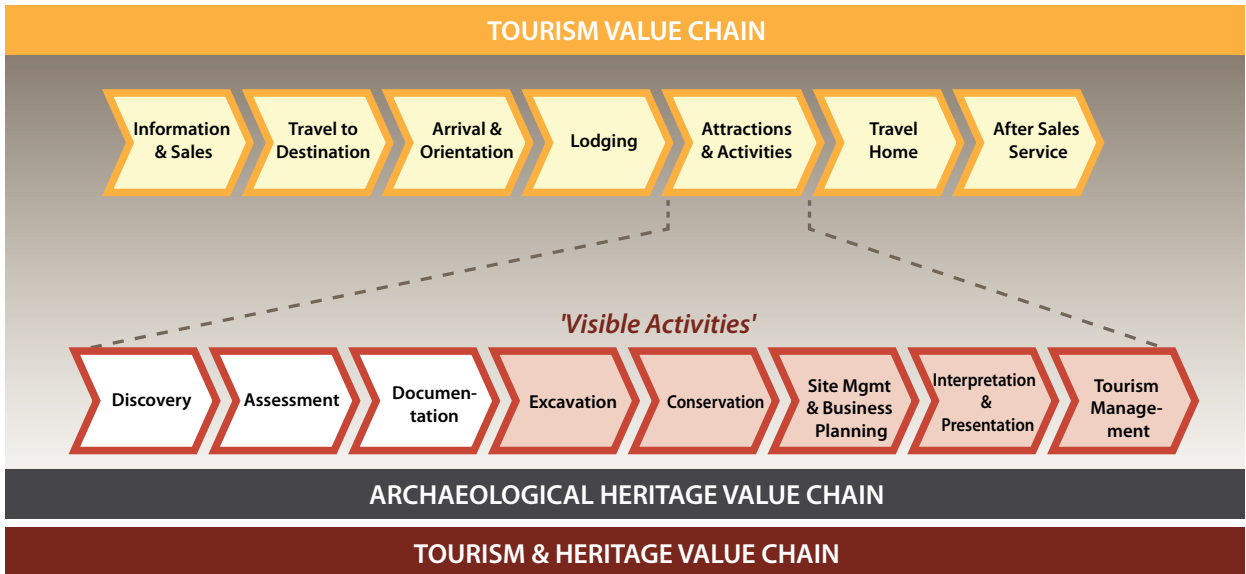 TOURISM VALUE CHAIN
Information
& Sales
Travel to
Destination
Arrival &
Orientation
Lodging
Attractions
& Activities
Travel
Home
After Sales
Service
'Visible Activities'
Discovery
Assessment
Documen-
tation
Excavation
Conservation
Site Mgmt
& Business
Planning
Interpretation
&
Presentation
Tourism
Manage-
ment
ARCHAEOLOGICAL HERITAGE VALUE CHAIN
TOURISM & HERITAGE VALUE CHAIN